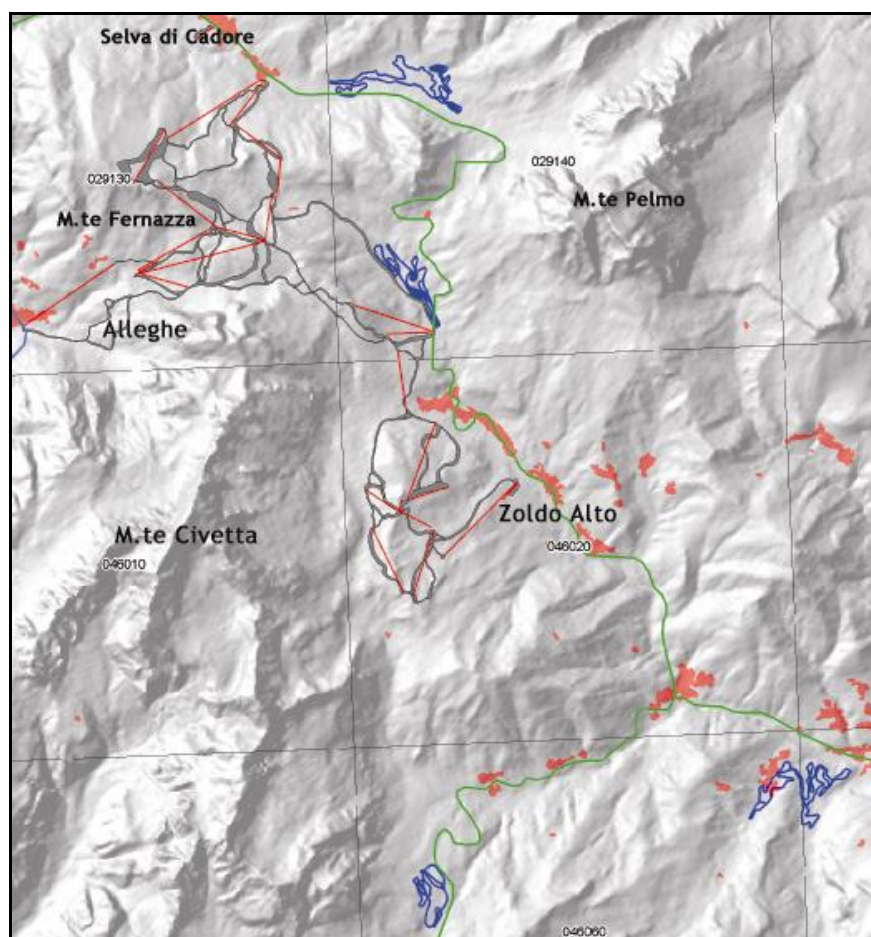 Selva di Cadore
029140
029130
M.te Pelmo
M.te Fernazza
Alleghe
Zoldo Alto
M.te Civetta
046020
046010
046060